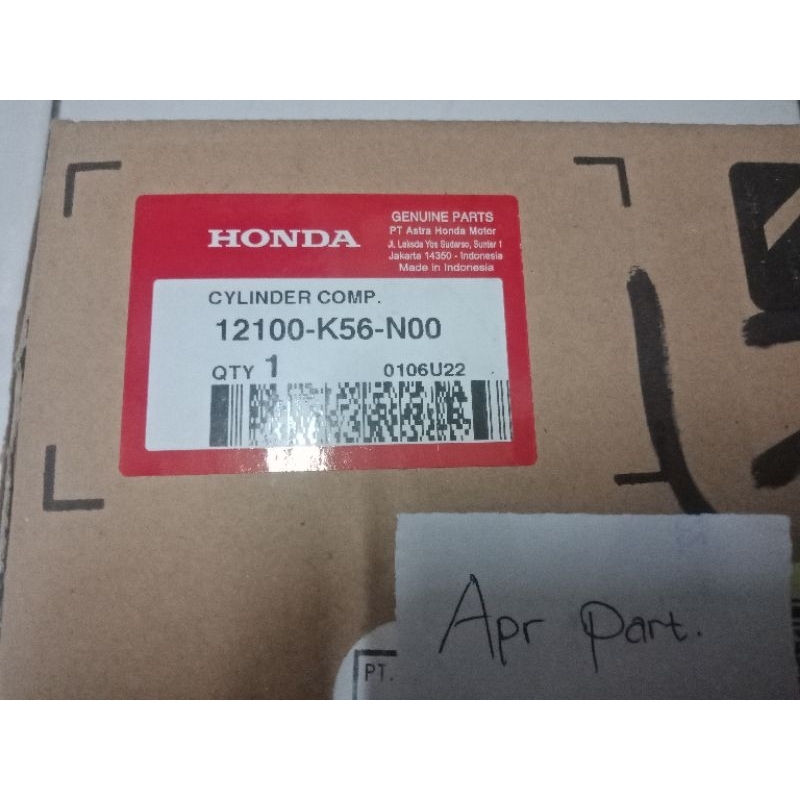 HONDA
GENUINE PARTS
PT Astra Honda Motor
Jl. Laksda Yos Sudarso, Sunter 1
Jakarta 14350 - Indonesia
Made in Indonesia
CYLINDER COMP.
12100-K56-N00
QTY 1 0106U22
Apr Part.
PT.